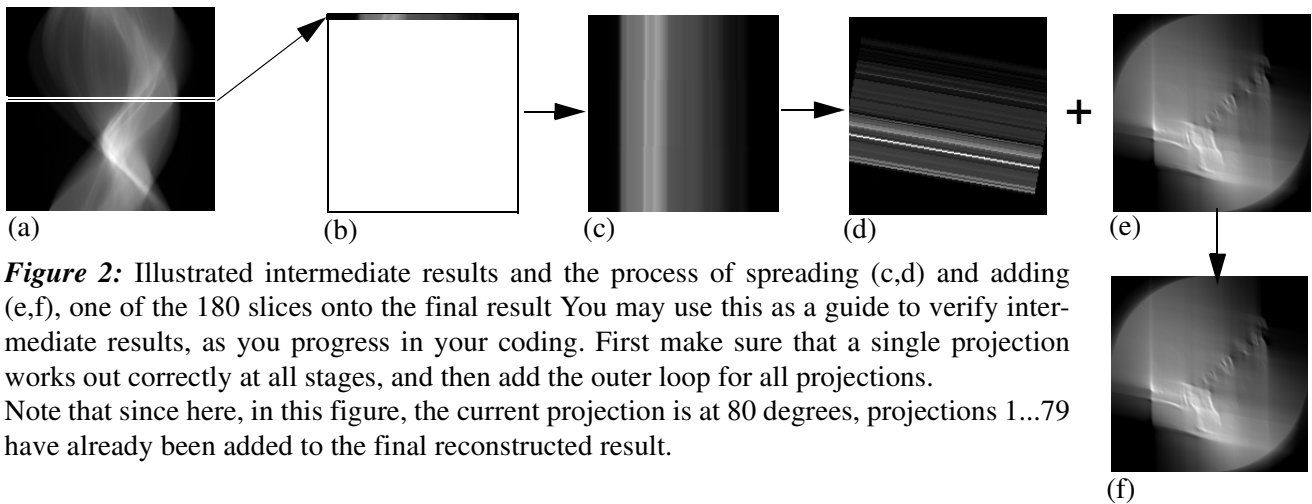 +
(a)
(b)
(c)
(d)
(e)
Figure 2: Illustrated intermediate results and the process of spreading (c,d) and adding
(e,f), one of the 180 slices onto the final result You may use this as a guide to verify inter-
mediate results, as you progress in your coding. First make sure that a single projection
works out correctly at all stages, and then add the outer loop for all projections.
Note that since here, in this figure, the current projection is at 80 degrees, projections 1...79
have already been added to the final reconstructed result.
(f)